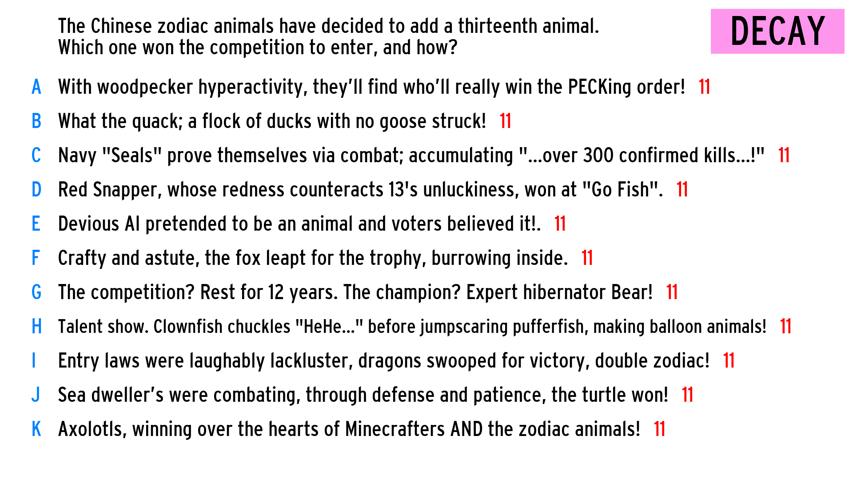 The Chinese zodiac animals have decided to add a thirteenth animal.
Which one won the competition to enter, and how?
DECAY
A With woodpecker hyperactivity, they'll find who'll really win the PECKing order! 11
B What the quack; a flock of ducks with no goose struck! 11
C Navy "Seals" prove themselves via combat; accumulating "...over 300 confirmed kills...!" 11
D Red Snapper, whose redness counteracts 13's unluckiness, won at "Go Fish". 11
E Devious AI pretended to be an animal and voters believed it!. 11
F Crafty and astute, the fox leapt for the trophy, burrowing inside. 11
G The competition? Rest for 12 years. The champion? Expert hibernator Bear! 11
H Talent show. Clownfish chuckles "HeHe..." before jumpscaring pufferfish, making balloon animals! 11
I Entry laws were laughably lackluster, dragons swooped for victory, double zodiac! 11
J Sea dweller's were combating, through defense and patience, the turtle won! 11
K Axolotls, winning over the hearts of Minecrafters AND the zodiac animals! 11